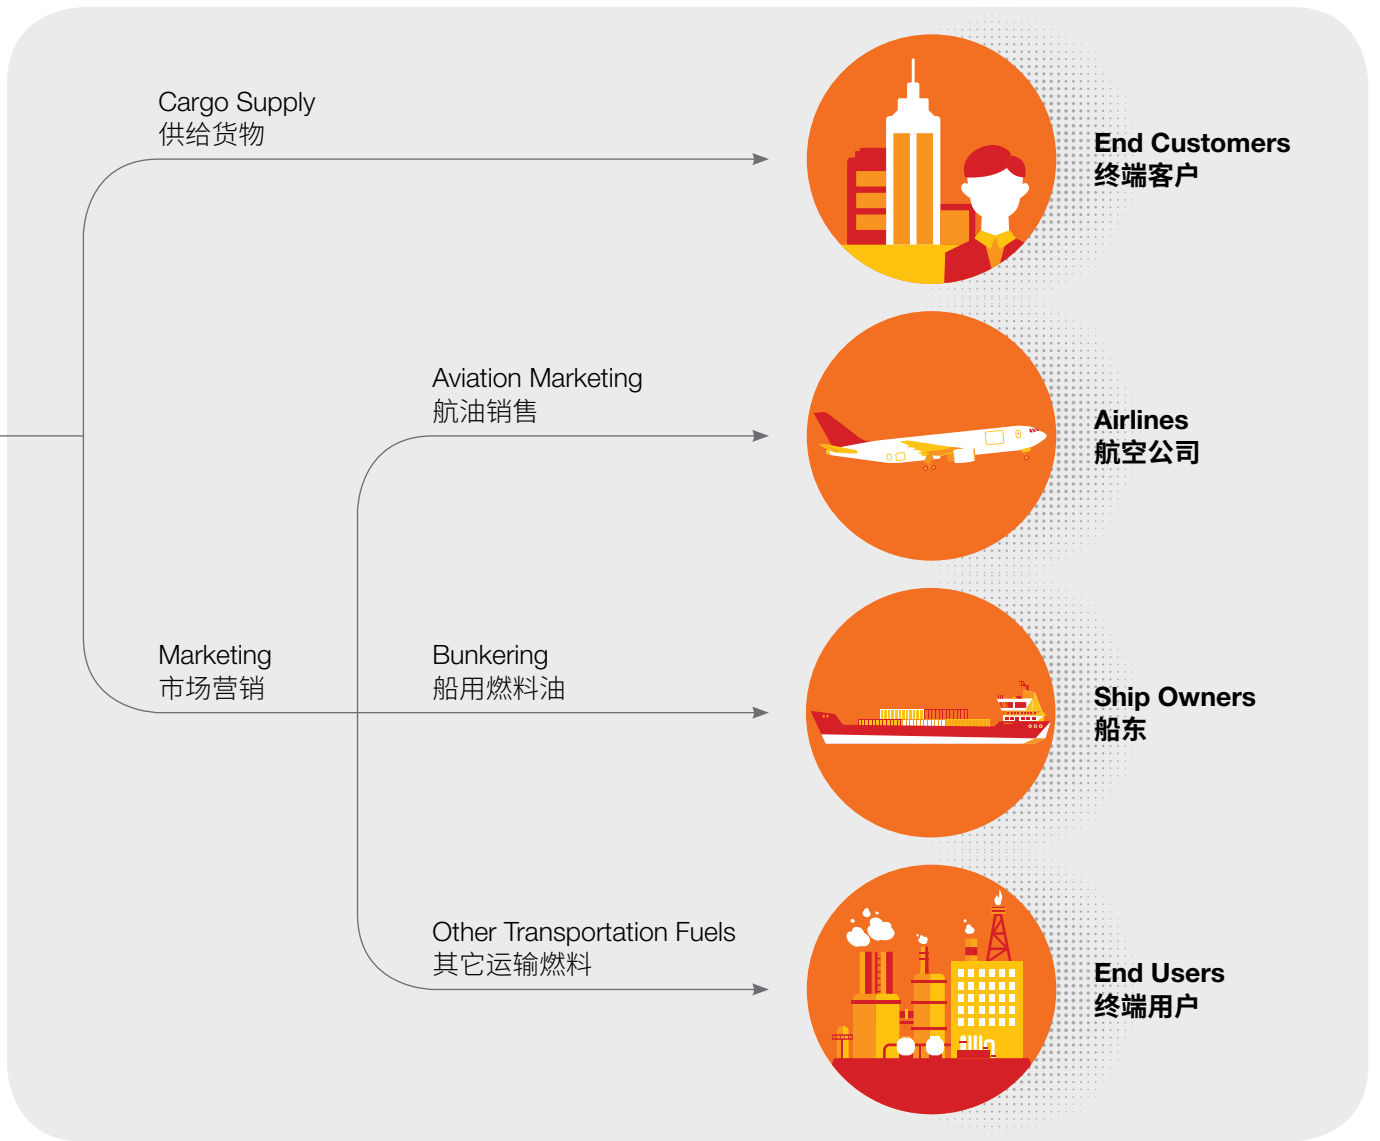 Cargo Supply
供给货物
End Customers
终端客户
Aviation Marketing
航油销售
Airlines
航空公司
Marketing
市场营销
Bunkering
船用燃料油
Ship Owners
船东
Other Transportation Fuels
其它运输燃料
End Users
终端用户